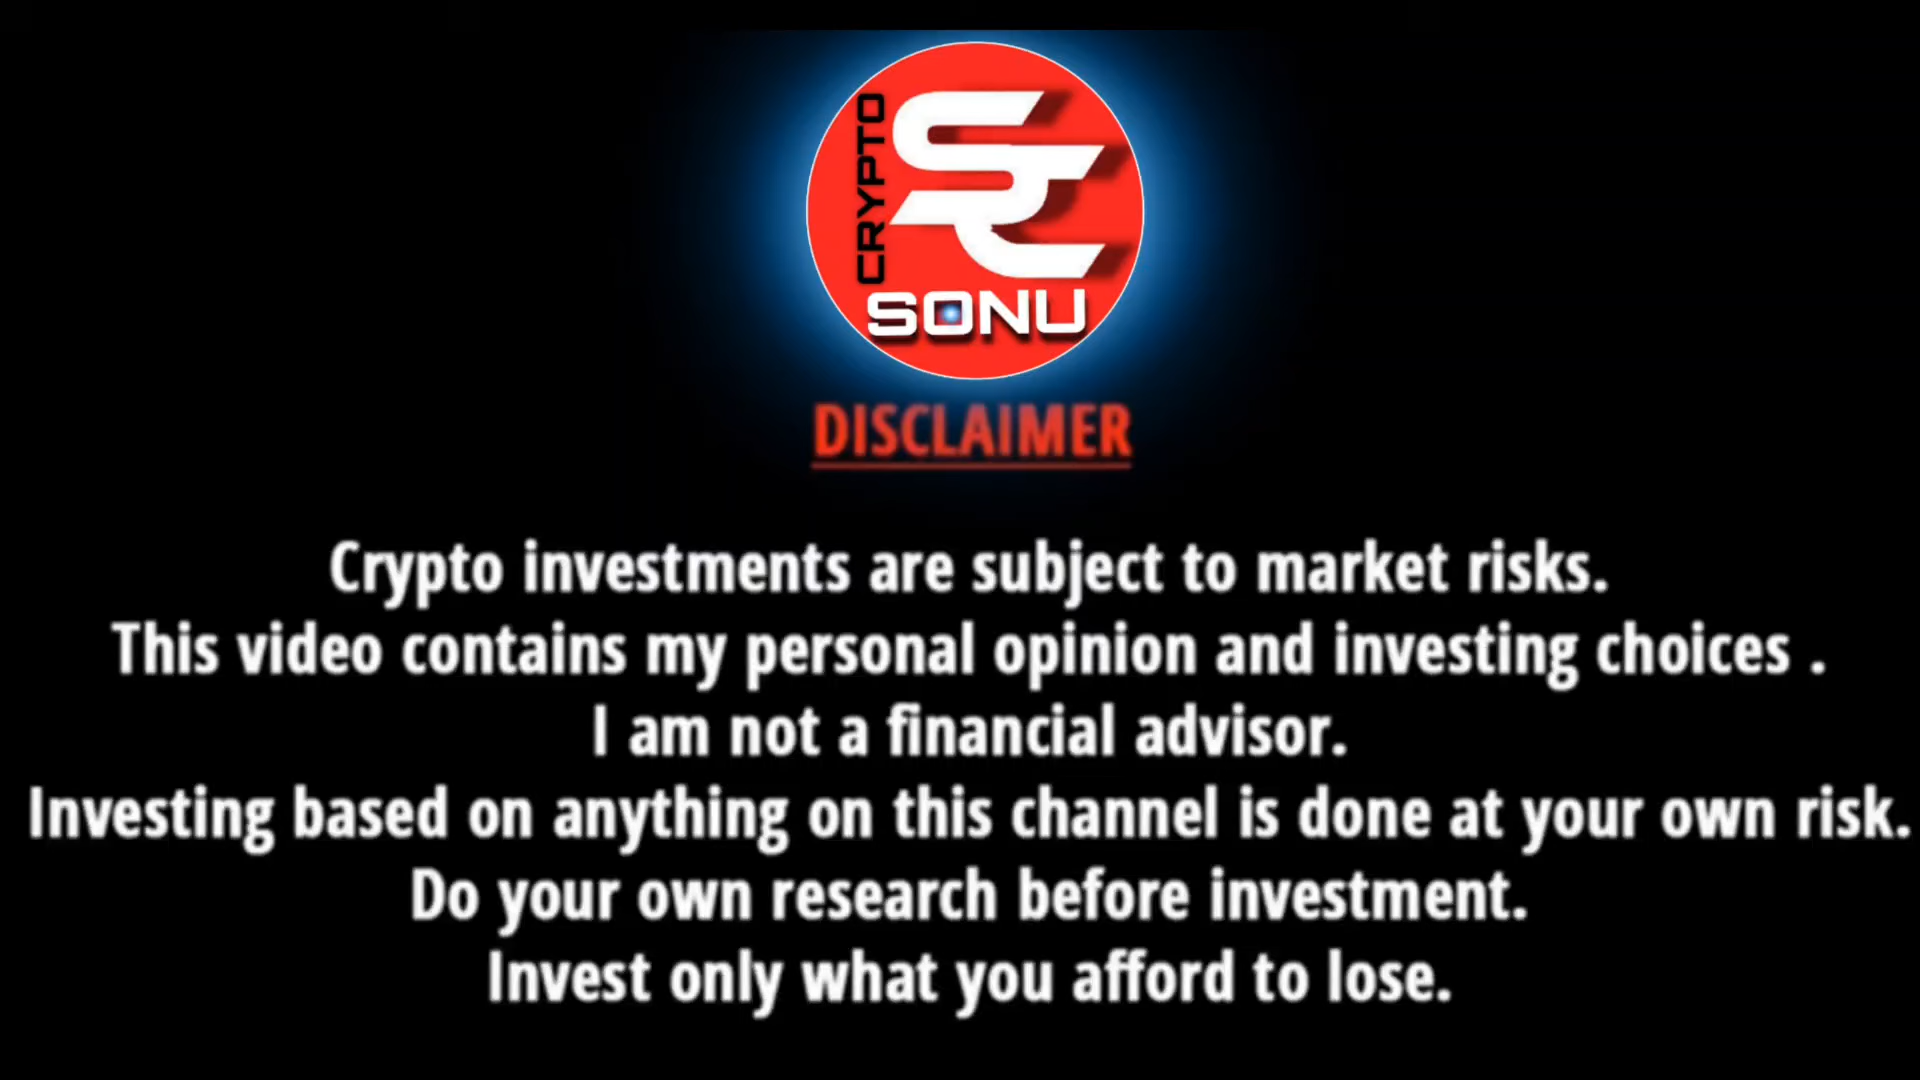 CRYPTO
SC
SONU
DISCLAIMER
Crypto investments are subject to market risks.
This video contains my personal opinion and investing choices .
I am not a financial advisor.
Investing based on anything on this channel is done at your own risk.
Do your own research before investment.
Invest only what you afford to lose.